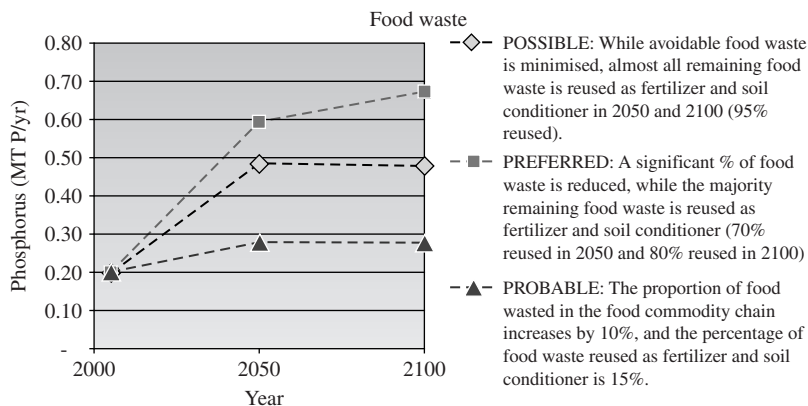 Food waste
0.80
0.70
0.60
0.50
0.40
0.30
0.20
0.10
-
Phosphorus (MT P/yr)
2000
2050
2100
Year
POSSIBLE: While avoidable food waste
is minimised, almost all remaining food
waste is reused as fertilizer and soil
conditioner in 2050 and 2100 (95%
reused).
PREFERRED: A significant % of food
waste is reduced, while the majority
remaining food waste is reused as
fertilizer and soil conditioner (70%
reused in 2050 and 80% reused in 2100)
PROBABLE: The proportion of food
wasted in the food commodity chain
increases by 10%, and the percentage of
food waste reused as fertilizer and soil
conditioner is 15%.